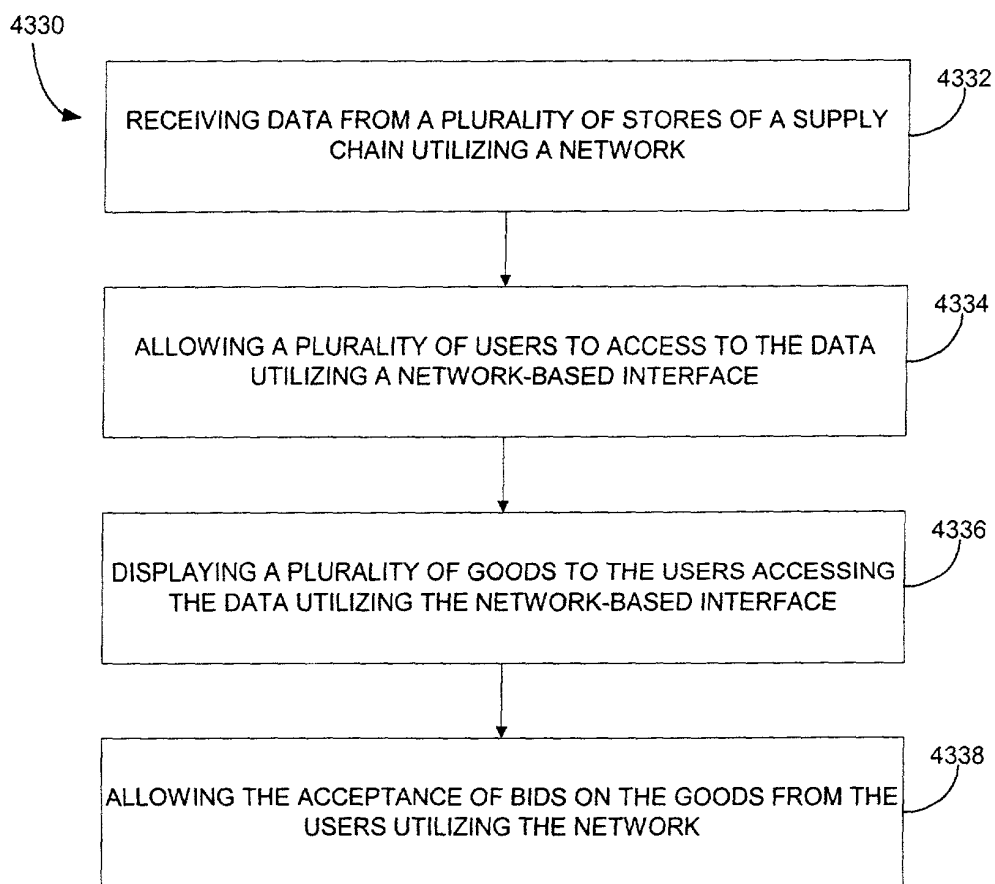 4330
4332
RECEIVING DATA FROM A PLURALITY OF STORES OF A SUPPLY
CHAIN UTILIZING A NETWORK
4334
ALLOWING A PLURALITY OF USERS TO ACCESS TO THE DATA
UTILIZING A NETWORK-BASED INTERFACE
4336
DISPLAYING A PLURALITY OF GOODS TO THE USERS ACCESSING
THE DATA UTILIZING THE NETWORK-BASED INTERFACE
4338
ALLOWING THE ACCEPTANCE OF BIDS ON THE GOODS FROM THE
USERS UTILIZING THE NETWORK